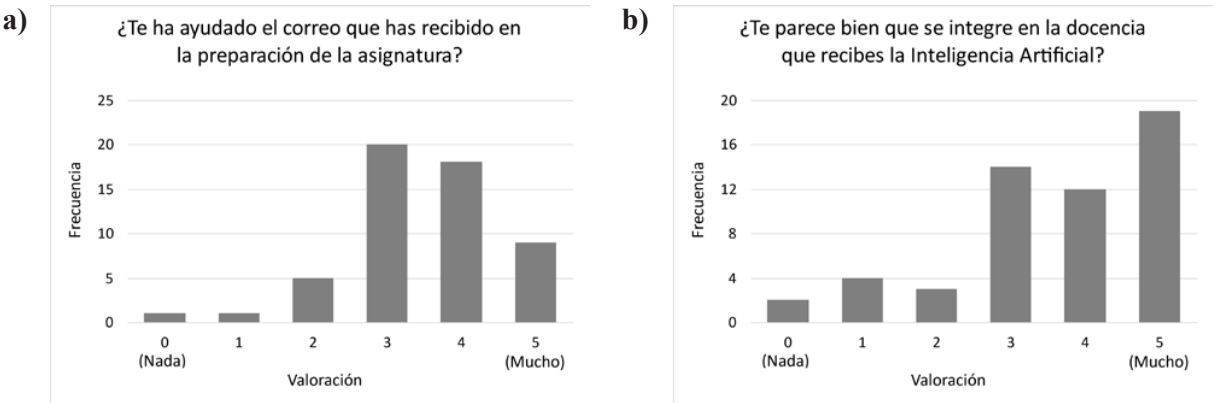 a)
¿Te ha ayudado el correo que has recibido en
la preparación de la asignatura?
25
20
15
10
5
0
Frecuencia
0 1 2 3 4 5
(Nada) (Mucho)
Valoración
b)
¿Te parece bien que se integre en la docencia
que recibes la Inteligencia Artificial?
20
16
12
8
4
0
Frecuencia
0 1 2 3 4 5
(Nada) (Mucho)
Valoración